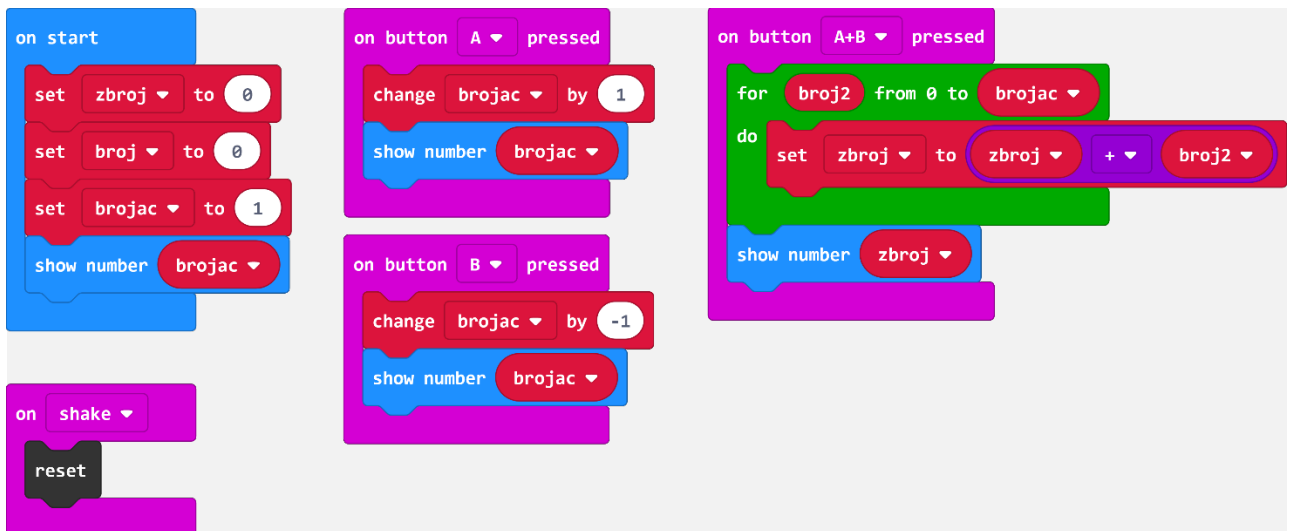 on start
set zbroj to 0
set broj to 0
set brojac to 1
show number brojac
on shake
reset
on button A pressed
change brojac by 1
show number brojac
on button B pressed
change brojac by -1
show number brojac
on button A+B pressed
for broj2 from 0 to brojac
do
set zbroj to zbroj + broj2
show number zbroj